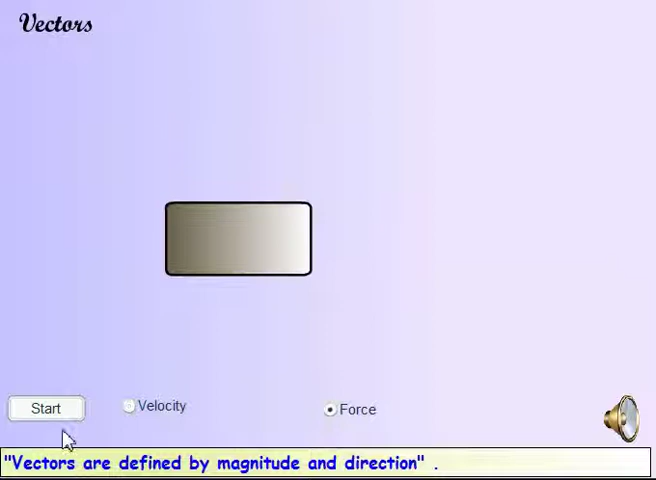 Vectors
Start
Velocity
Force
"Vectors are defined by magnitude and direction" .